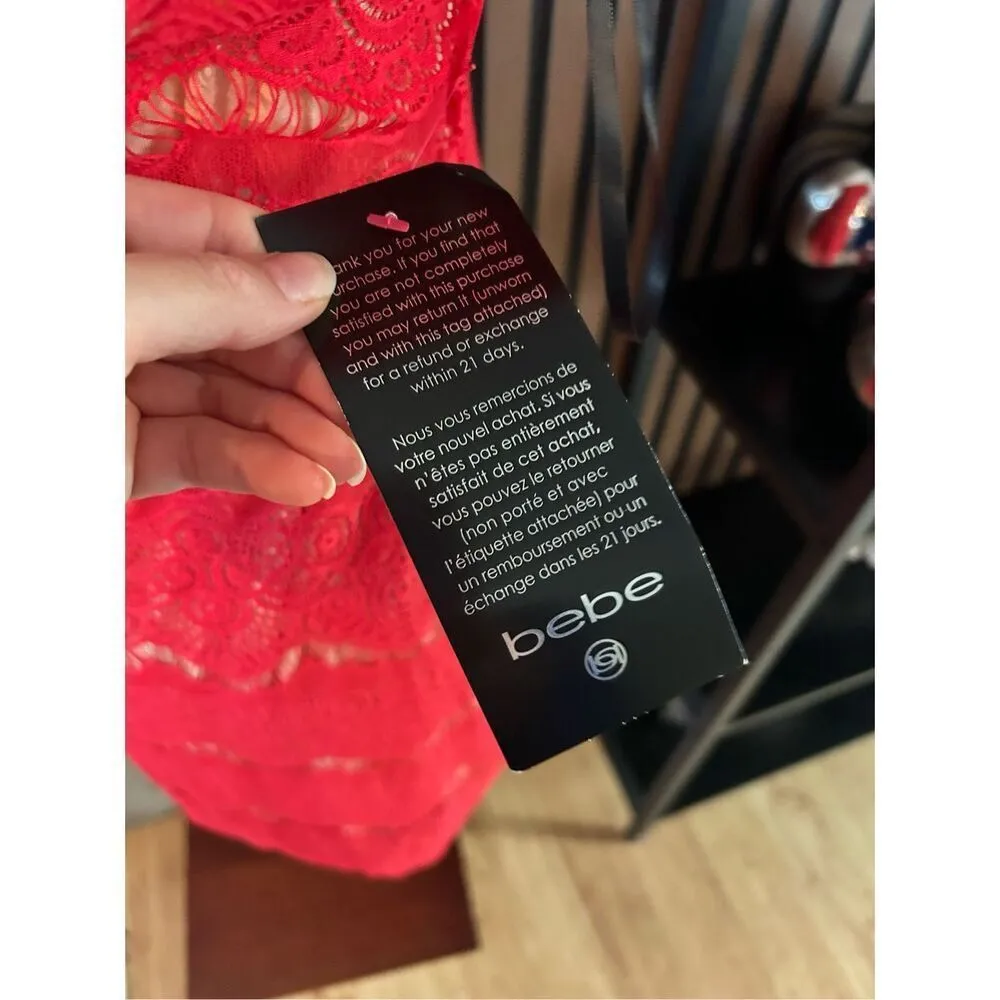 ank you for your new
urchase. If you find that
you are not completely
satisfied with this purchase
you may return it (unworn
and with this tag attached)
for a refund or exchange
within 21 days.
Nous vous remercions de
votre nouvel achat. Si vous
n'êtes pas entièrement
satisfait de cet achat,
vous pouvez le retourner
(non porté et avec
l'étiquette attachée) pour
un remboursement ou un
échange dans les 21 jours.
bebe